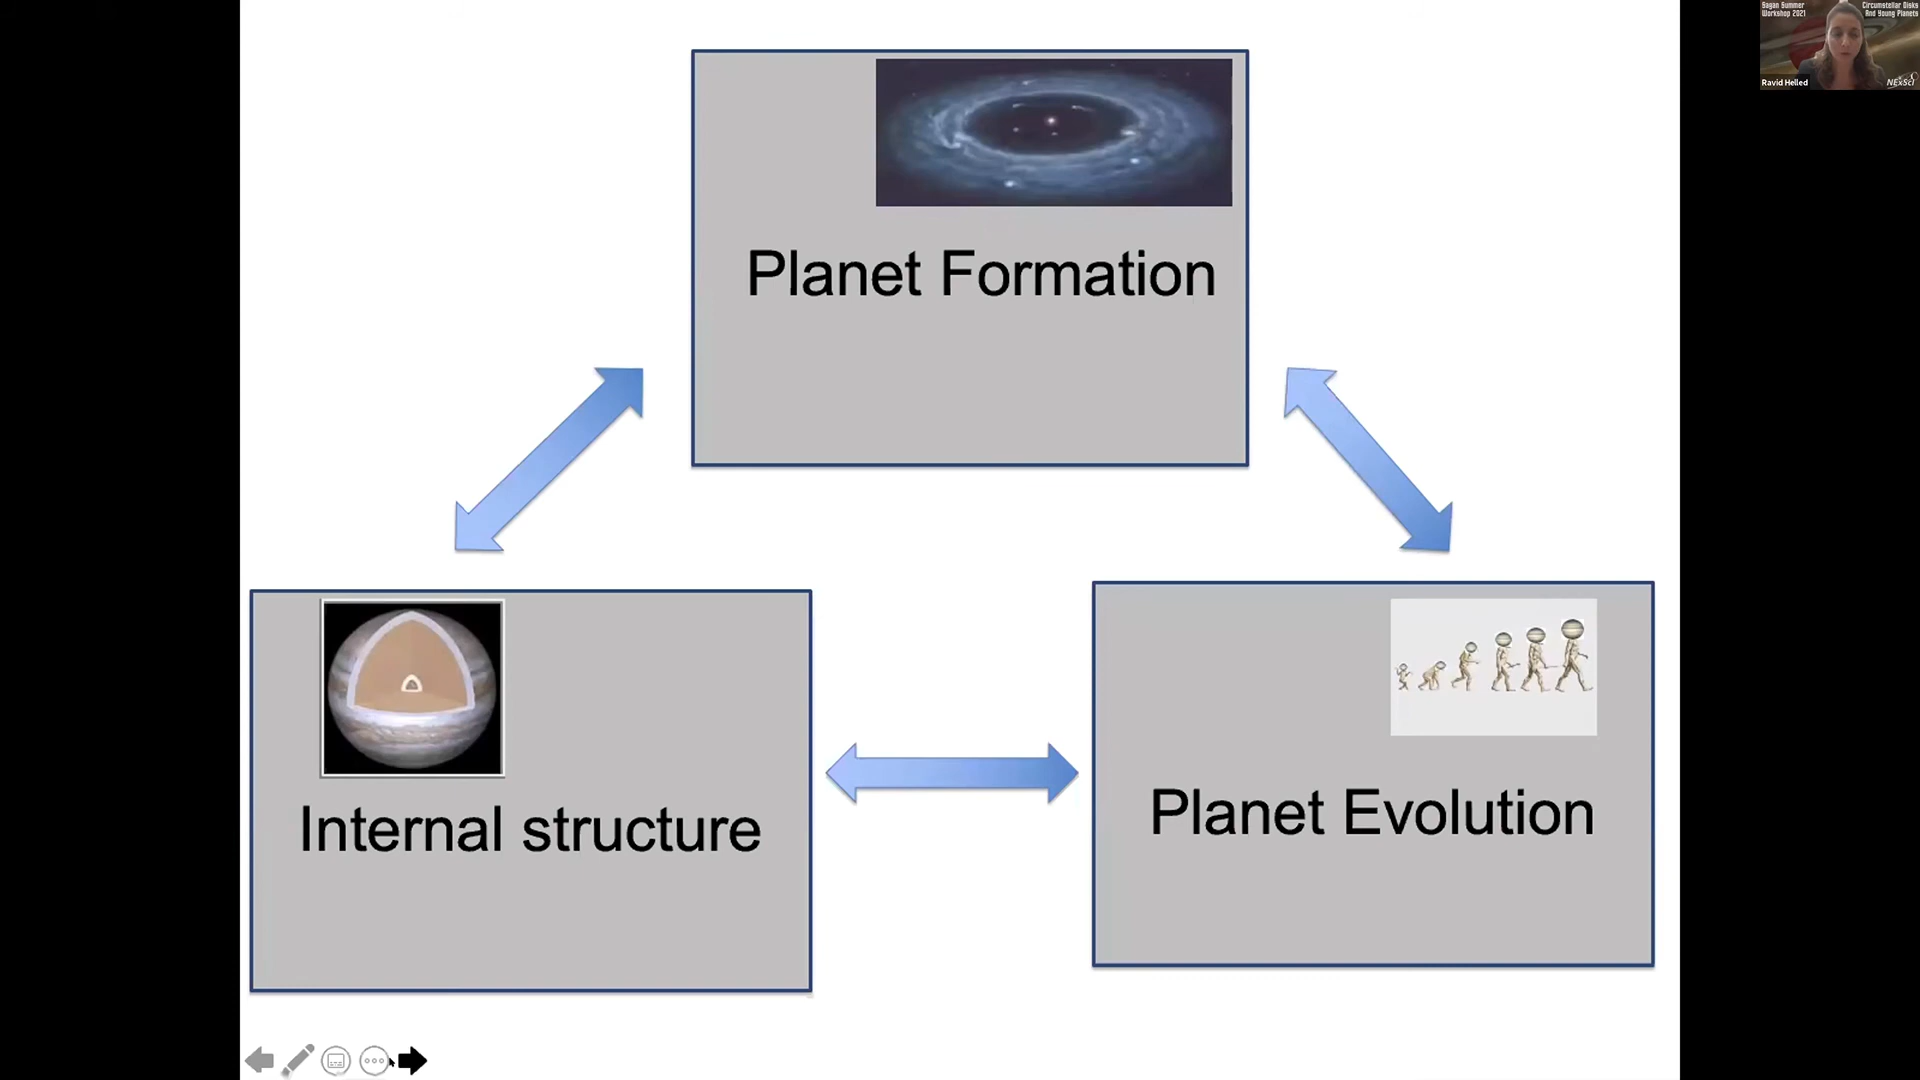 Sagan Summer
Workshop 2021
Circumstellar Disks
And Young Planets
Ravid Helled
NExScI
Planet Formation
Internal structure
Planet Evolution